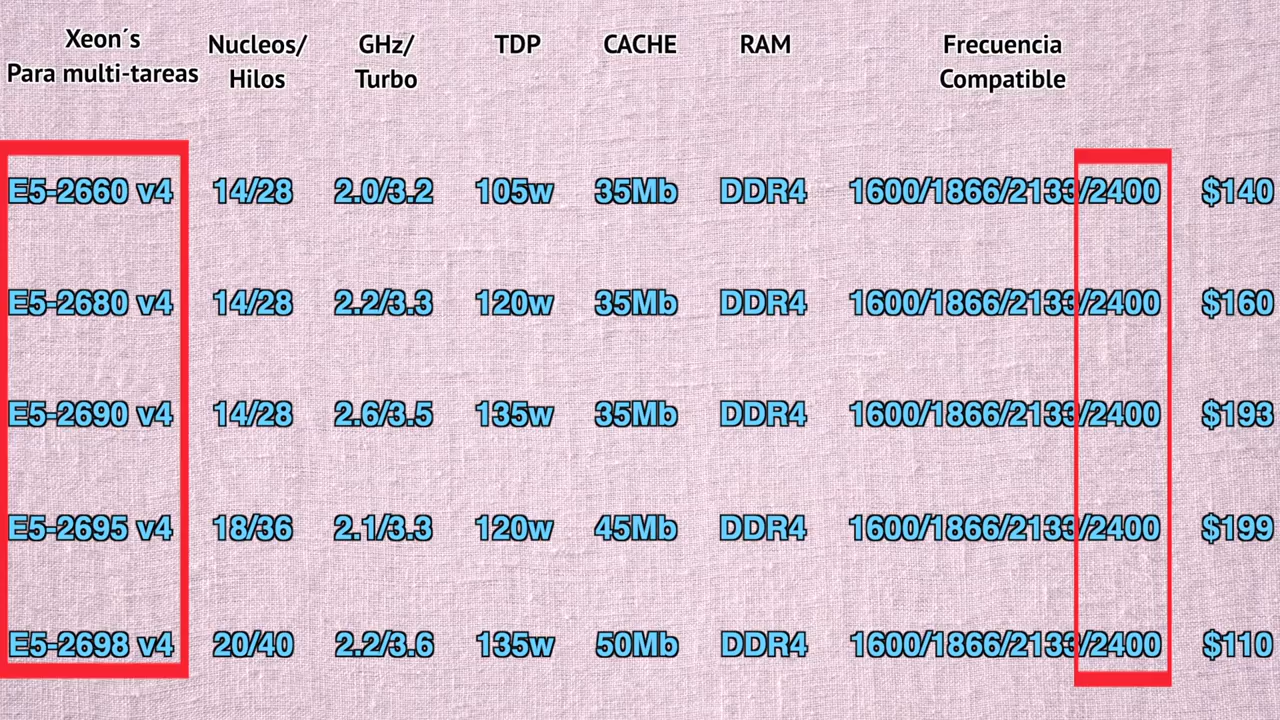 Xeon´s
Para multi-tareas
Nucleos/
Hilos
GHz/
Turbo
TDP
CACHE
RAM
Frecuencia
Compatible
E5-2660 v4 14/28 2.0/3.2 105w 35Mb DDR4 1600/1866/2133/2400 $140
E5-2680 v4 14/28 2.2/3.3 120w 35Mb DDR4 1600/1866/2133/2400 $160
E5-2690 v4 14/28 2.6/3.5 135w 35Mb DDR4 1600/1866/2133/2400 $193
E5-2695 v4 18/36 2.1/3.3 120w 45Mb DDR4 1600/1866/2133/2400 $199
E5-2698 v4 20/40 2.2/3.6 135w 50Mb DDR4 1600/1866/2133/2400 $110